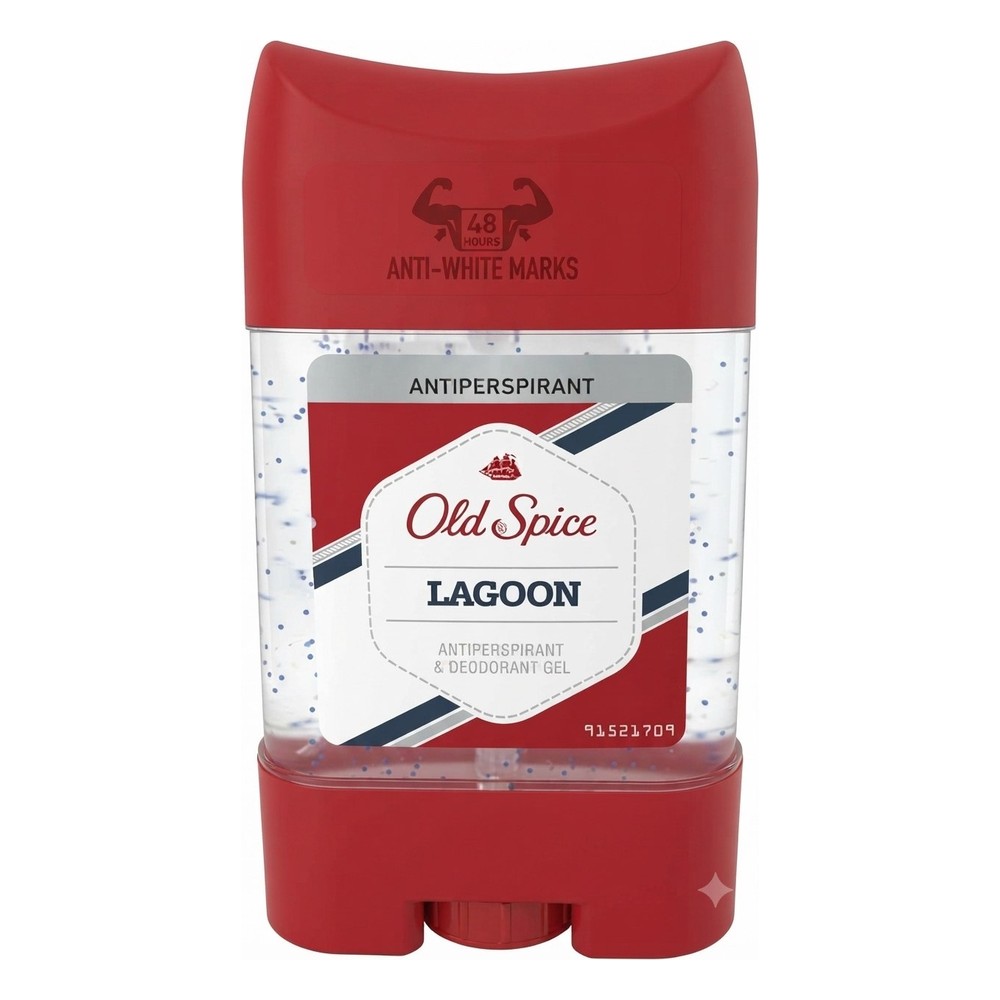 48
HOURS
ANTI-WHITE MARKS
ANTIPERSPIRANT
Old Spice
LAGOON
ANTIPERSPIRANT
& DEODORANT GEL
91521709